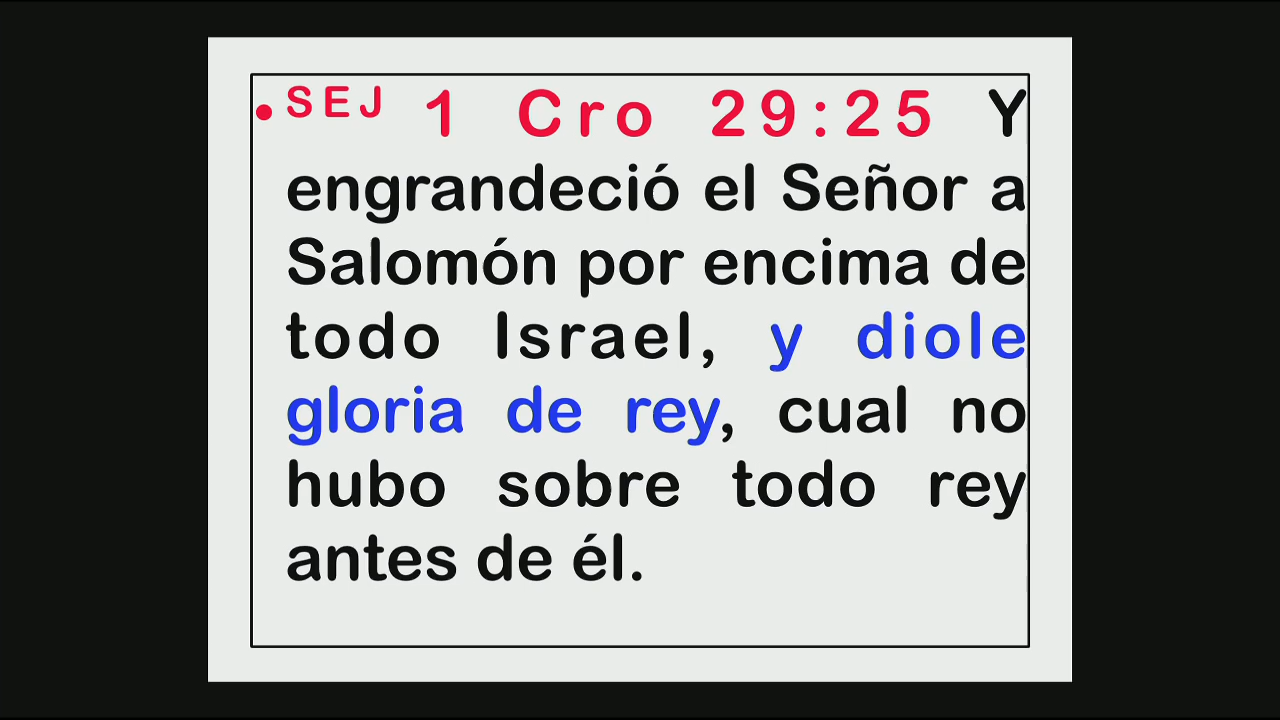 • SEJ 1 Cro 29:25 Y
engrandeció el Señor a
Salomón por encima de
todo Israel, y diole
gloria de rey, cual no
hubo sobre todo rey
antes de él.